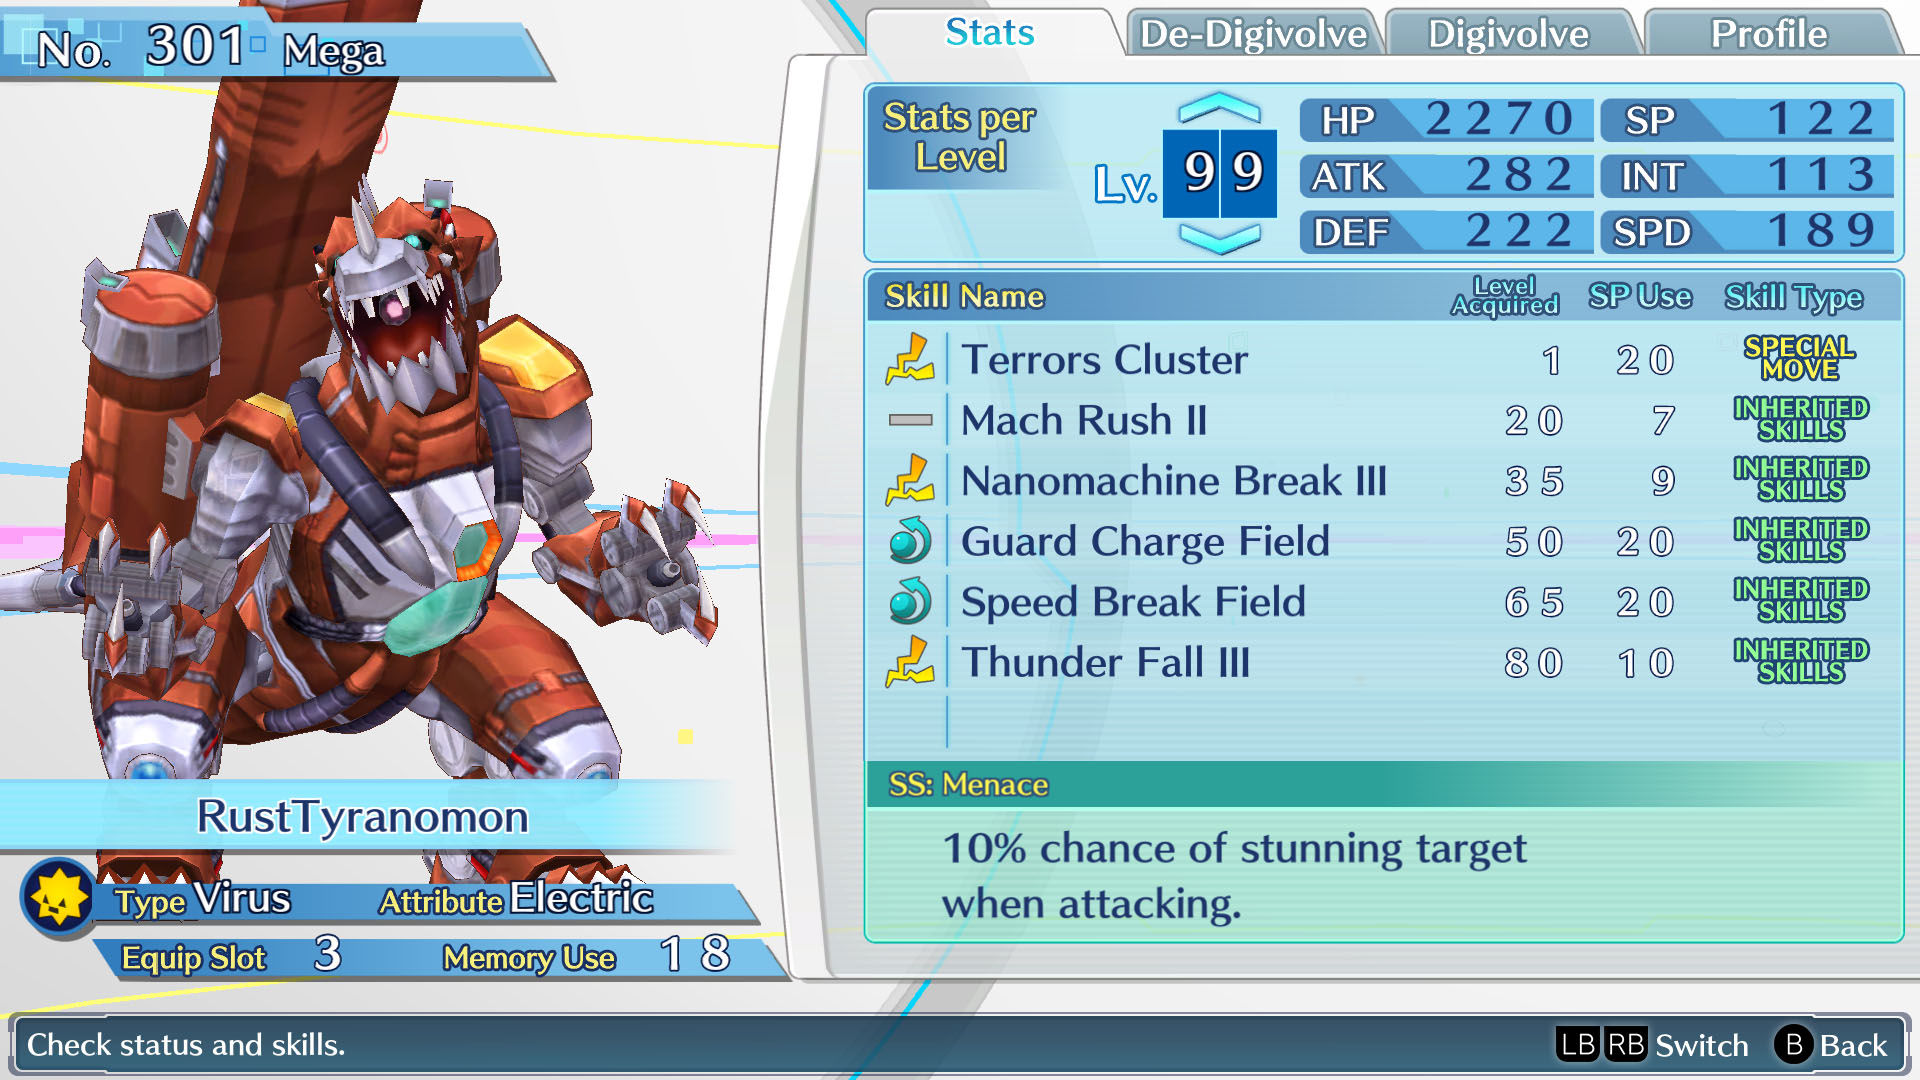 No. 301 Mega
Stats
De-Digivolve
Digivolve
Profile
Stats per
Level
Lv. 99
HP 2270
SP 122
ATK 282
INT 113
DEF 222
SPD 189
Skill Name
Level
Acquired
SP Use
Skill Type
Terrors Cluster 1 20 SPECIAL
MOVE
Mach Rush II 20 7 INHERITED
SKILLS
Nanomachine Break III 35 9 INHERITED
SKILLS
Guard Charge Field 50 20 INHERITED
SKILLS
Speed Break Field 65 20 INHERITED
SKILLS
Thunder Fall III 80 10 INHERITED
SKILLS
SS: Menace
10% chance of stunning target
when attacking.
RustTyranomon
Type Virus Attribute Electric
Equip Slot 3 Memory Use 18
Check status and skills.
LB RB Switch B Back